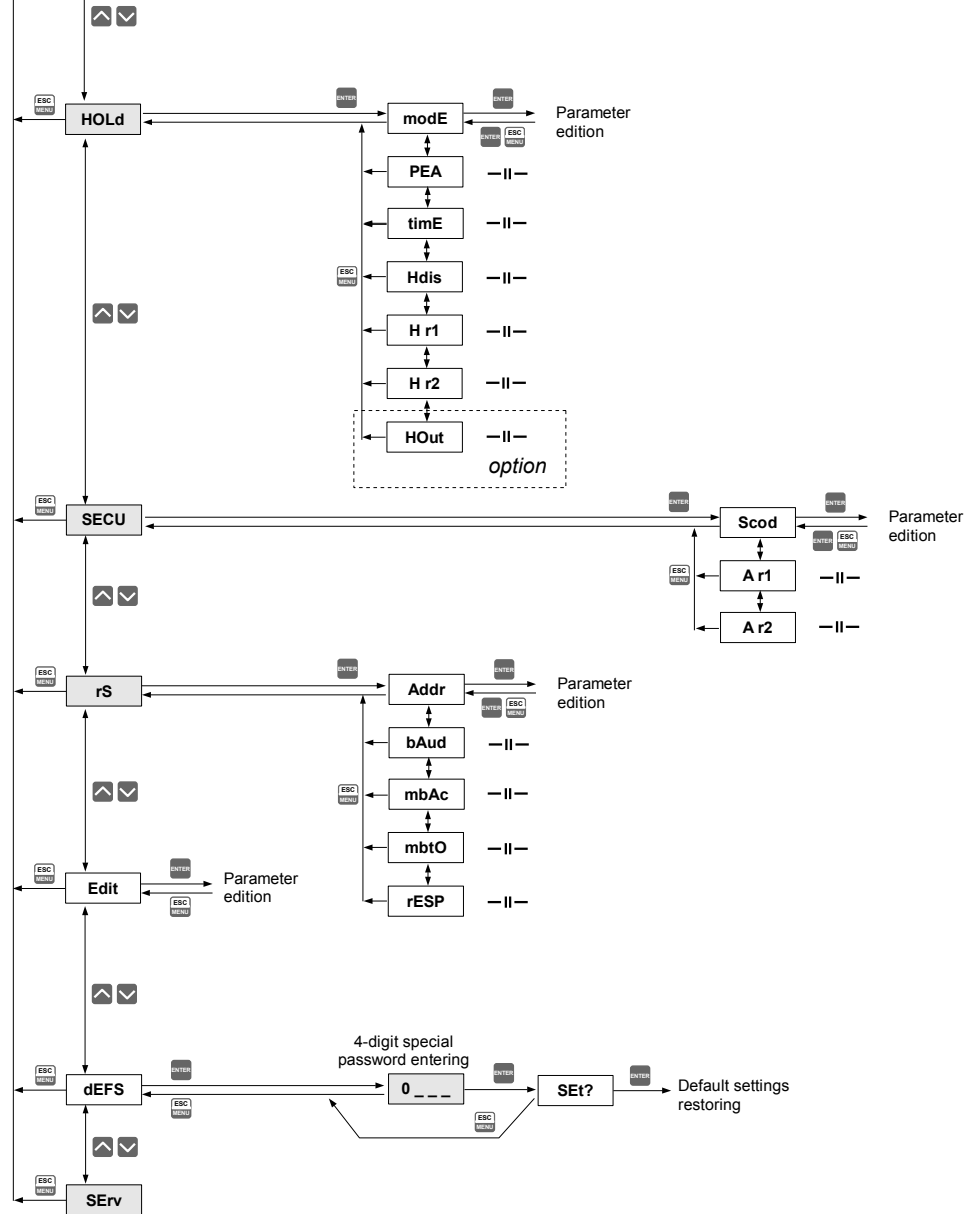 ESC
MENU
ENTER
ENTER
HOLd
modE
Parameter
edition
ENTER
ESC
MENU
PEA
—II—
timE
—II—
ESC
MENU
Hdis
—II—
H r1
—II—
H r2
—II—
HOut
—II—
option
ESC
MENU
ENTER
ENTER
SECU
Scod
Parameter
edition
ENTER
ESC
MENU
ESC
MENU
A r1
—II—
A r2
—II—
ESC
MENU
ENTER
ENTER
rS
Addr
Parameter
edition
ENTER
ESC
MENU
bAud
—II—
ESC
MENU
mbAc
—II—
mbtO
—II—
ESC
MENU
ENTER
Edit
Parameter
edition
ESC
MENU
rESP
—II—
4-digit special
password entering
ESC
MENU
ENTER
ENTER
ENTER
dEFS
0 _ _ _
SEt?
Default settings
restoring
ESC
MENU
ESC
MENU
ESC
MENU
SErv